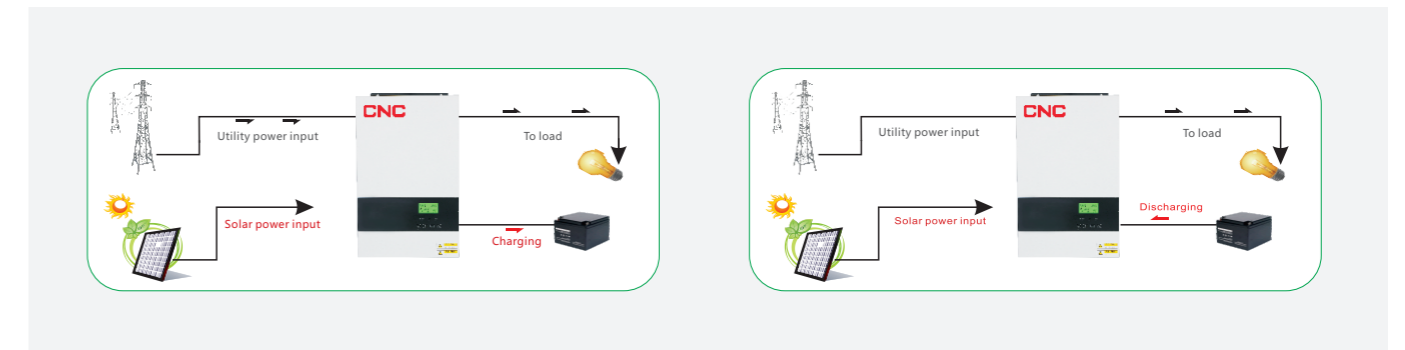 CNC
Utility power input
To load
Solar power input
Charging
CNC
Utility power input
To load
Discharging
Solar power input